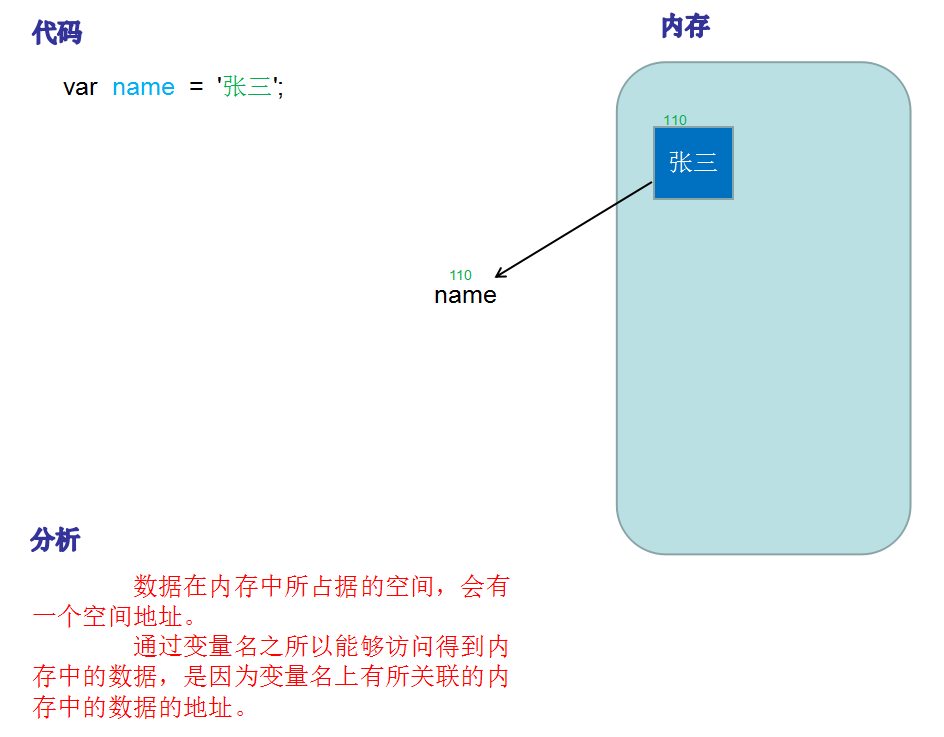 代码
内存
var name = '张三';
110
张三
110
name
分析
数据在内存中所占据的空间，会有
一个空间地址。
通过变量名之所以能够访问得到内
存中的数据，是因为变量名上有所关联的内
存中的数据的地址。